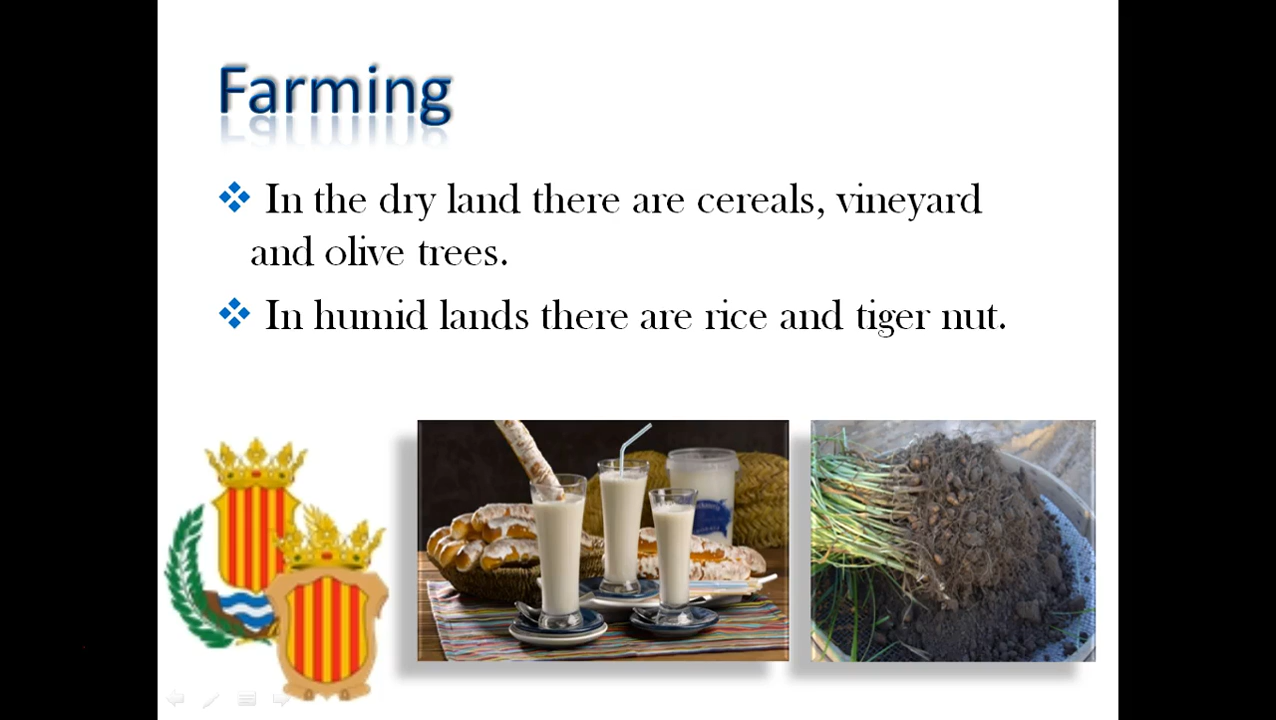 Farming
In the dry land there are cereals, vineyard
and olive trees.
In humid lands there are rice and tiger nut.